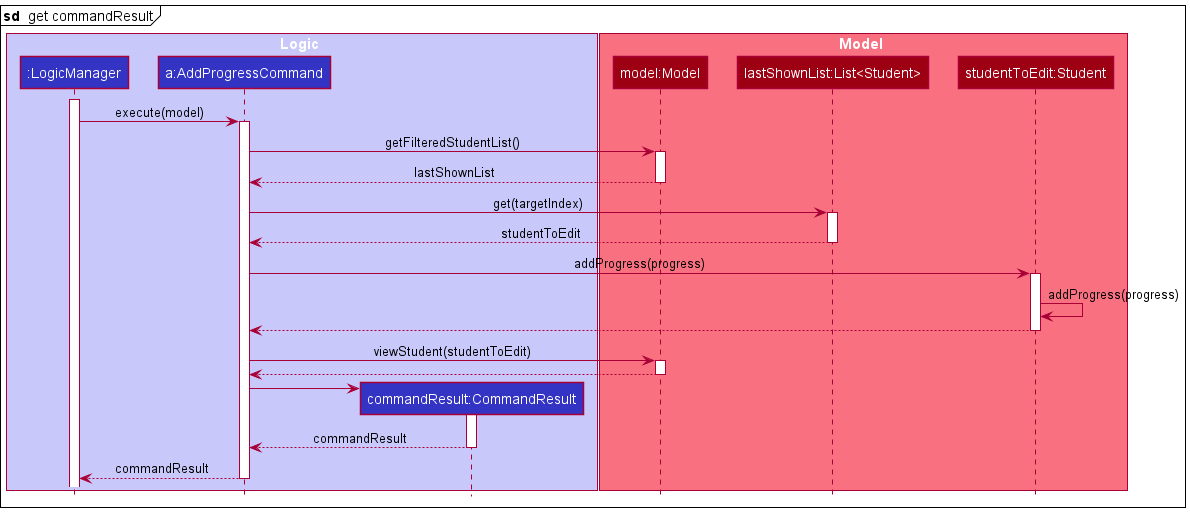 sd get commandResult
Logic
Model
:LogicManager
a:AddProgressCommand
model:Model
lastShownList:List<Student>
studentToEdit:Student
execute(model)
getFilteredStudentList()
lastShownList
get(targetIndex)
studentToEdit
addProgress(progress)
addProgress(progress)
viewStudent(studentToEdit)
commandResult:CommandResult
commandResult
commandResult